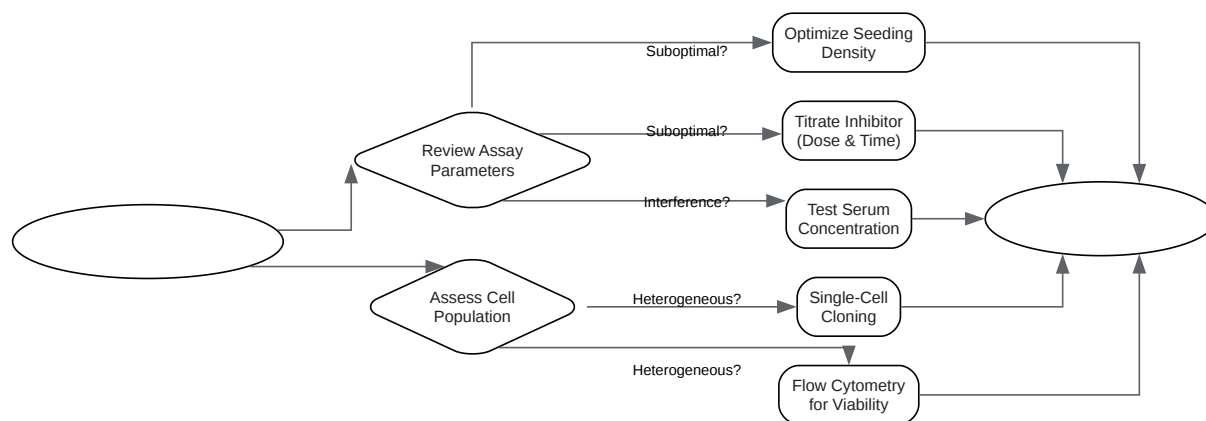 Optimize Seeding
Density
Suboptimal?
Titrate Inhibitor
(Dose & Time)
Suboptimal?
Review Assay
Parameters
Interference?
Test Serum
Concentration
Assess Cell
Population
Heterogeneous?
Single-Cell
Cloning
Heterogeneous?
Flow Cytometry
for Viability